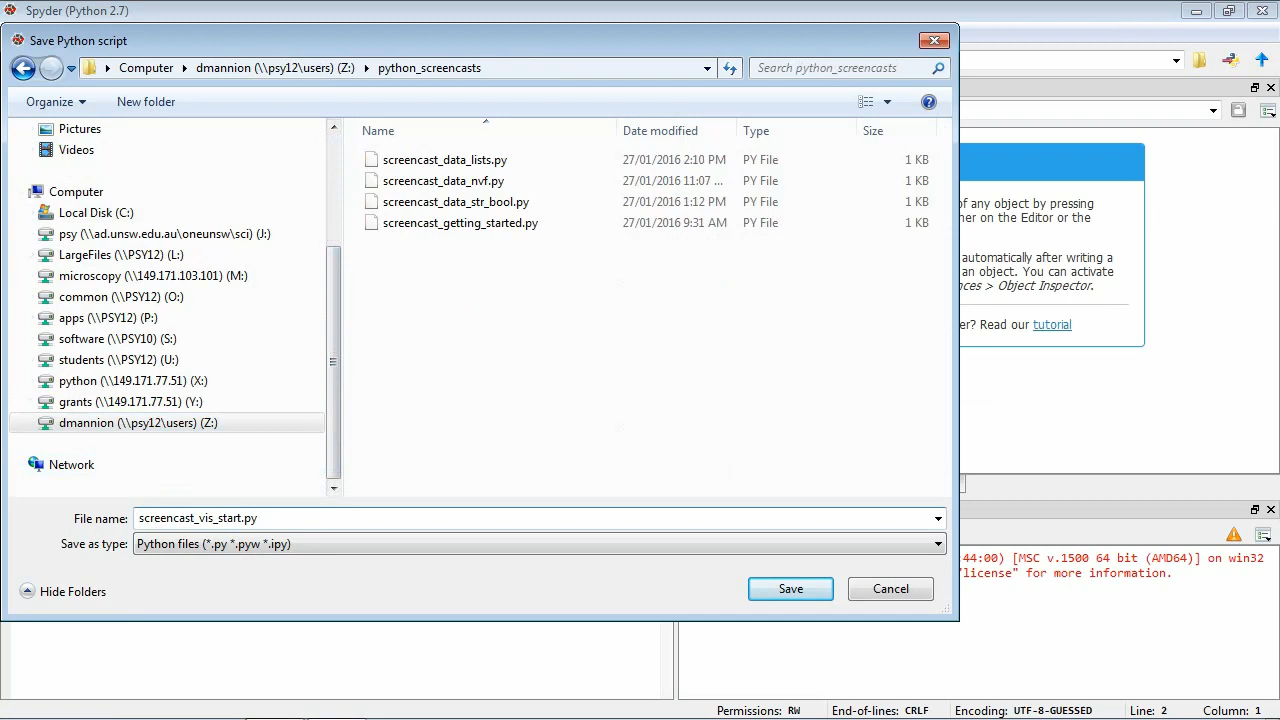 Spyder (Python 2.7)
Save Python script
Computer dmannion (\\psy12\users) (Z:) python_screencasts
Search python_screencasts
Organize New folder
Pictures
Videos
Computer
Local Disk (C:)
psy (\\ad.unsw.edu.au\oneunsw\sci) (J:)
LargeFiles (\\PSY12) (L:)
microscopy (\\149.171.103.101) (M:)
common (\\PSY12) (O:)
apps (\\PSY12) (P:)
software (\\PSY10) (S:)
students (\\PSY12) (U:)
python (\\149.171.77.51) (X:)
grants (\\149.171.77.51) (Y:)
dmannion (\\psy12\users) (Z:)
Network
Name Date modified Type Size
screencast_data_lists.py 27/01/2016 2:10 PM PY File 1 KB
screencast_data_nvf.py 27/01/2016 11:07 ... PY File 1 KB
screencast_data_str_bool.py 27/01/2016 1:12 PM PY File 1 KB
screencast_getting_started.py 27/01/2016 9:31 AM PY File 1 KB
File name: screencast_vis_start.py
Save as type: Python files (*.py *.pyw *.ipy)
Hide Folders
Save Cancel
of any object by pressing
her on the Editor or the
automatically after writing a
an object. You can activate
nces > Object Inspector.
er? Read our tutorial
:44:00) [MSC v.1500 64 bit (AMD64)] on win32
"license" for more information.
Permissions: RW End-of-lines: CRLF Encoding: UTF-8-GUESSED Line: 2 Column: 1